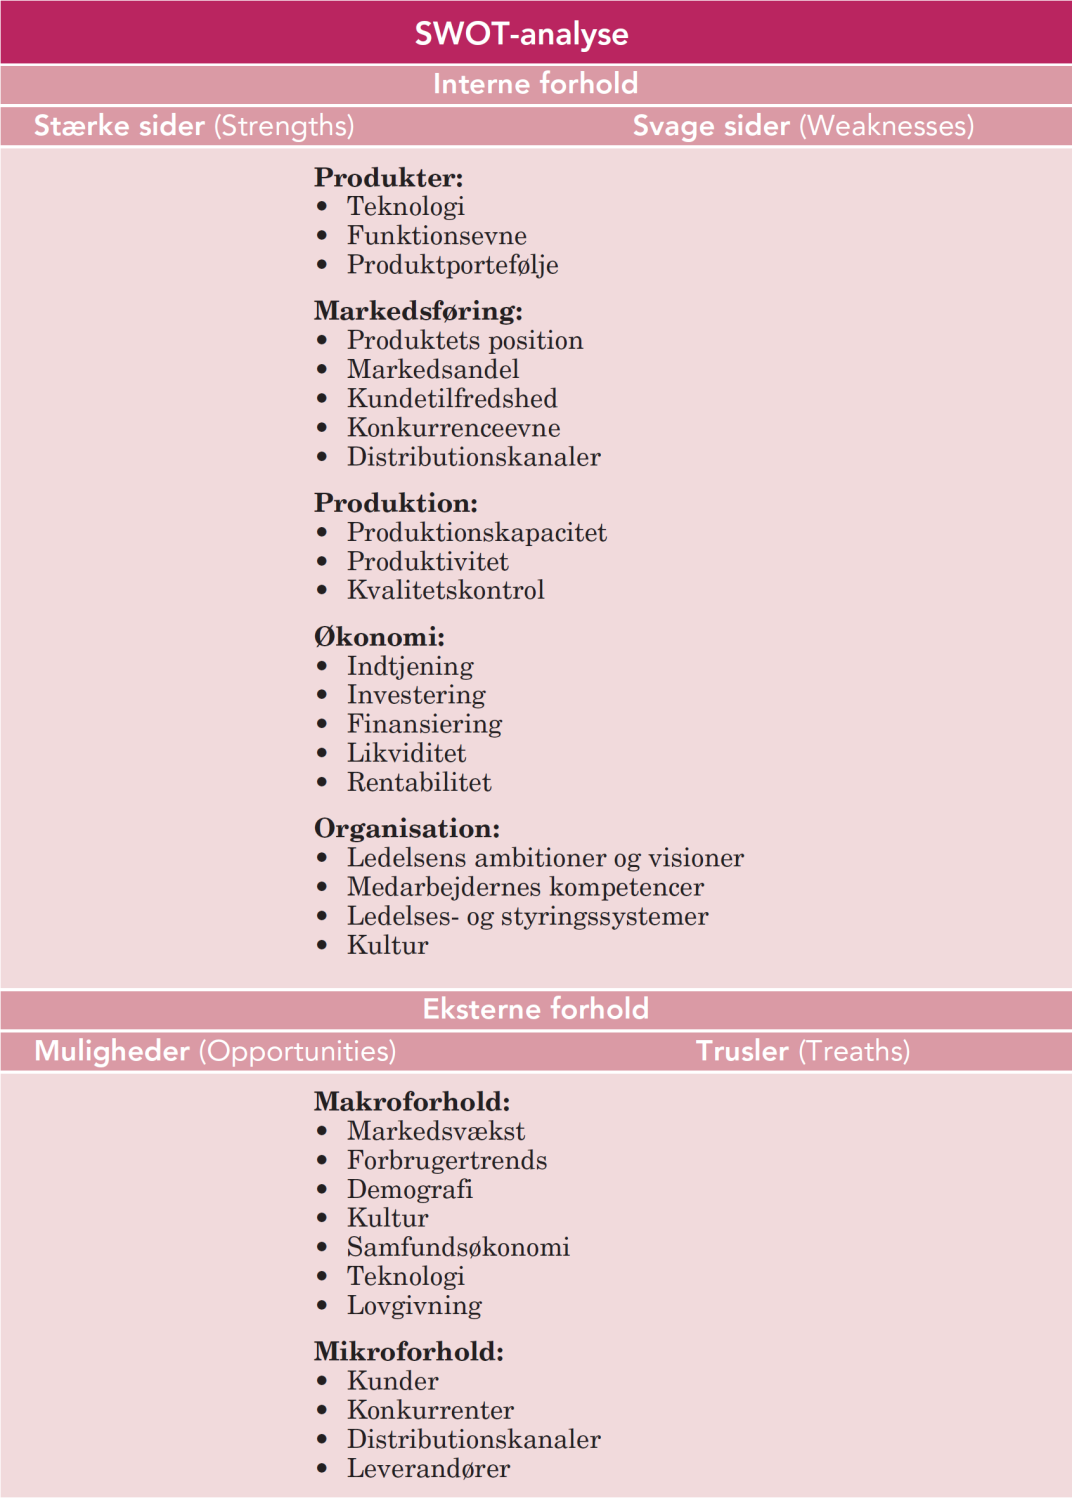 SWOT-analyse
Interne forhold
Stærke sider (Strengths) Svage sider (Weaknesses)
Produkter:
• Teknologi
• Funktionsevne
• Produktportefølje
Markedsføring:
• Produktets position
• Markedsandel
• Kundetilfredshed
• Konkurrenceevne
• Distributionskanaler
Produktion:
• Produktionskapacitet
• Produktivitet
• Kvalitetskontrol
Økonomi:
• Indtjening
• Investering
• Finansiering
• Likviditet
• Rentabilitet
Organisation:
• Ledelsens ambitioner og visioner
• Medarbejdernes kompetencer
• Ledelses- og styringssystemer
• Kultur
Eksterne forhold
Muligheder (Opportunities) Trusler (Treaths)
Makroforhold:
• Markedsvækst
• Forbrugertrends
• Demografi
• Kultur
• Samfundsøkonomi
• Teknologi
• Lovgivning
Mikroforhold:
• Kunder
• Konkurrenter
• Distributionskanaler
• Leverandører